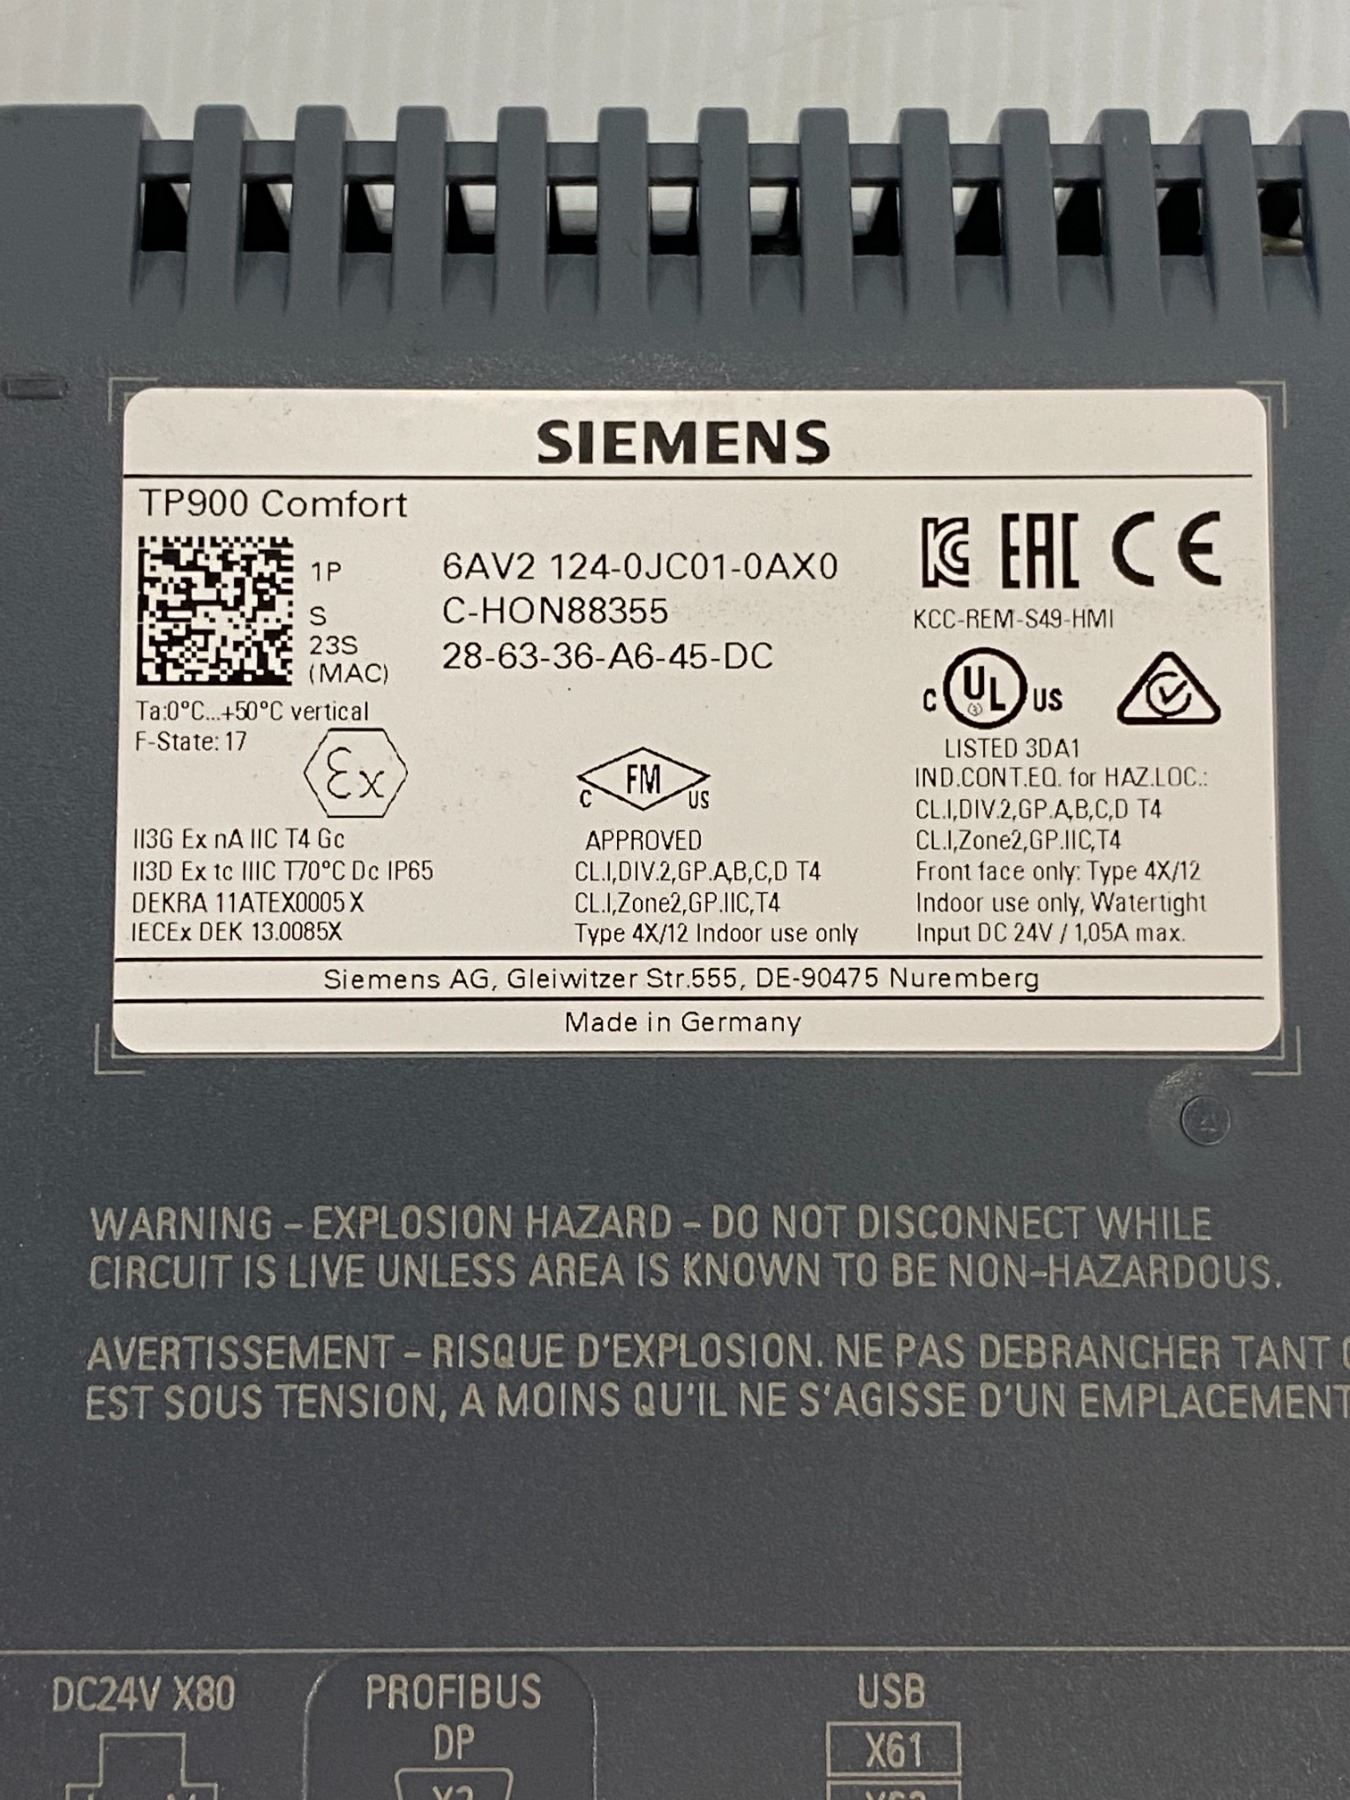 SIEMENS
TP900 Comfort
1P 6AV2 124-0JC01-0AX0
S C-HON88355
23S
(MAC) 28-63-36-A6-45-DC
Ta:0°C...+50°C vertical
F-State: 17
Ex
II3G Ex nA IIC T4 Gc
II3D Ex tc IIIC T70°C Dc IP65
DEKRA 11ATEX0005 X
IECEx DEK 13.0085X
C FM US
APPROVED
CL.I,DIV.2,GP.A,B,C,D T4
CL.I,Zone2,GP.IIC,T4
Type 4X/12 Indoor use only
KC EAC CE
KCC-REM-S49-HMI
C UL US
LISTED 3DA1
IND.CONT.EQ. for HAZ.LOC.:
CL.I,DIV.2,GP.A,B,C,D T4
CL.I,Zone2,GP.IIC,T4
Front face only: Type 4X/12
Indoor use only, Watertight
Input DC 24V / 1,05A max.
Siemens AG, Gleiwitzer Str.555, DE-90475 Nuremberg
Made in Germany
WARNING – EXPLOSION HAZARD – DO NOT DISCONNECT WHILE
CIRCUIT IS LIVE UNLESS AREA IS KNOWN TO BE NON-HAZARDOUS.
AVERTISSEMENT – RISQUE D'EXPLOSION. NE PAS DEBRANCHER TANT
EST SOUS TENSION, A MOINS QU'IL NE S'AGISSE D'UN EMPLACEMENT
DC24V X80
PROFIBUS
DP
USB
X61